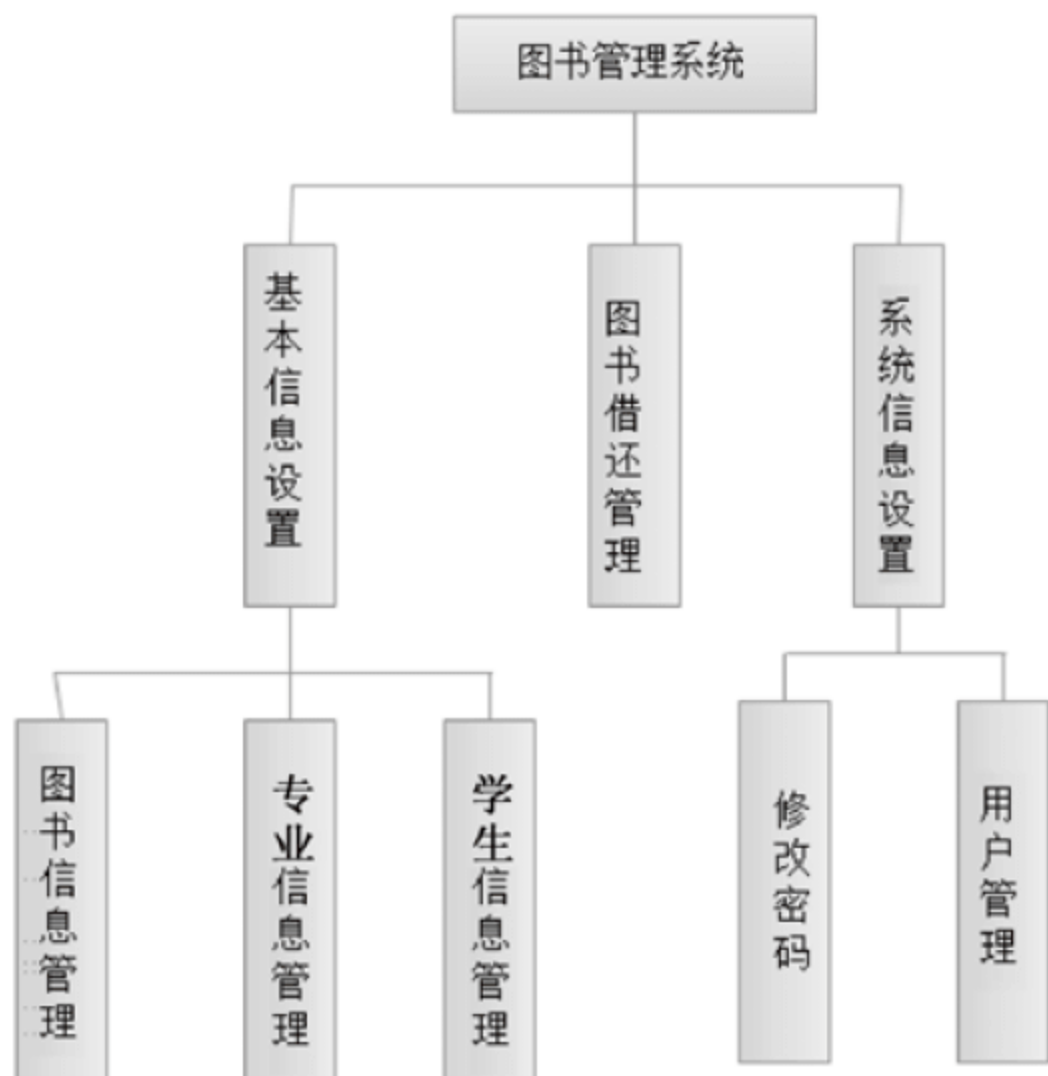 图书管理系统
基本信息设置
图书借还管理
系统信息设置
图书信息管理
专业信息管理
学生信息管理
修改密码
用户管理